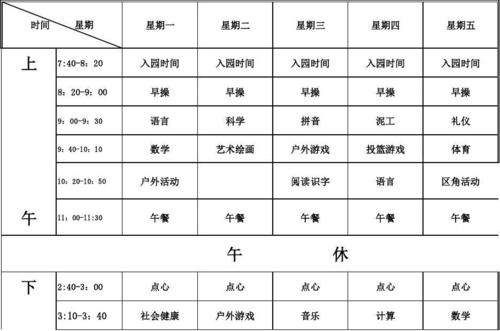 时间 星期 星期一 星期二 星期三 星期四 星期五
上午
7:40-8：20 入园时间 入园时间 入园时间 入园时间 入园时间
8：20-9：00 早操 早操 早操 早操 早操
9：00-9：30 语言 科学 拼音 泥工 礼仪
9：40-10：10 数学 艺术绘画 户外游戏 投篮游戏 体育
10：20-10：50 户外活动 阅读识字 语言 区角活动
11：00-11:30 午餐 午餐 午餐 午餐 午餐
午 休
下
2:40-3：00 点心 点心 点心 点心 点心
3:10-3：40 社会健康 户外游戏 音乐 计算 数学